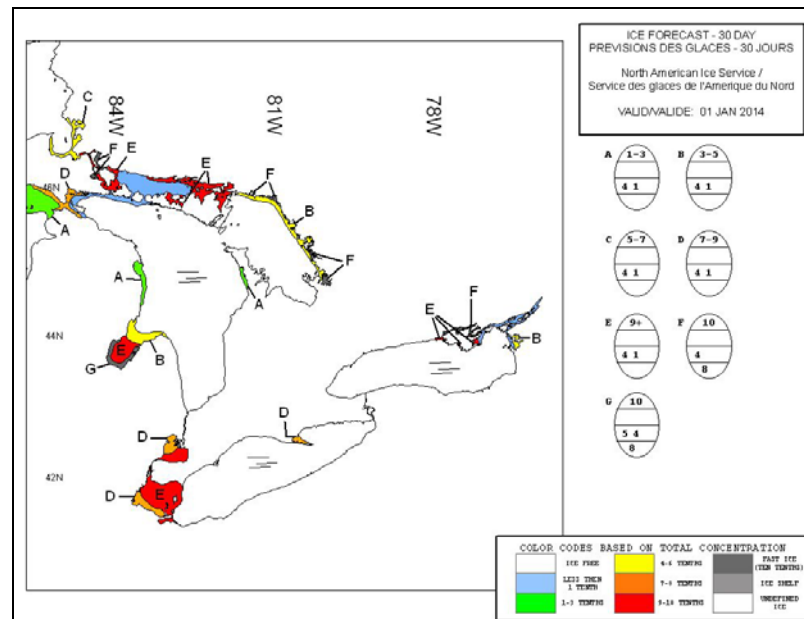 ICE FORECAST - 30 DAY
PREVISIONS DES GLACES - 30 JOURS
North American Ice Service /
Service des glaces de l'Amerique du Nord
VALID/VALIDE: 01 JAN 2014
84W
81W
78W
C
F
E
E
F
D
46N
B
A
F
A
A
E
F
44N
B
E
B
G
D
D
42N
E
D
A 1-3
4 1
B 3-5
4 1
C 5-7
4 1
D 7-9
4 1
E 9+
4 1
F 10
4
8
G 10
5 4
8
COLOR CODES BASED ON TOTAL CONCENTRATION
ICE FREE
LESS THEN
1 TENTH
1-3 TENTHS
4-6 TENTHS
7-8 TENTHS
9-10 TENTHS
FAST ICE
(TEN TENTHS)
ICE SHELF
UNDEFINED
ICE